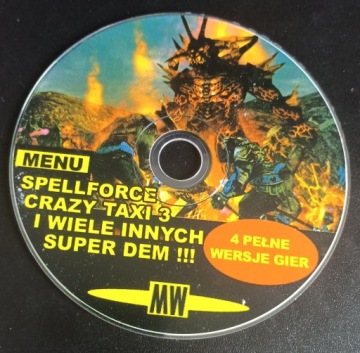 MENU
SPELLFORCE
CRAZY TAXI 3
I WIELE INNYCH
SUPER DEM !!!
4 PEŁNE
WERSJE GIER
MW